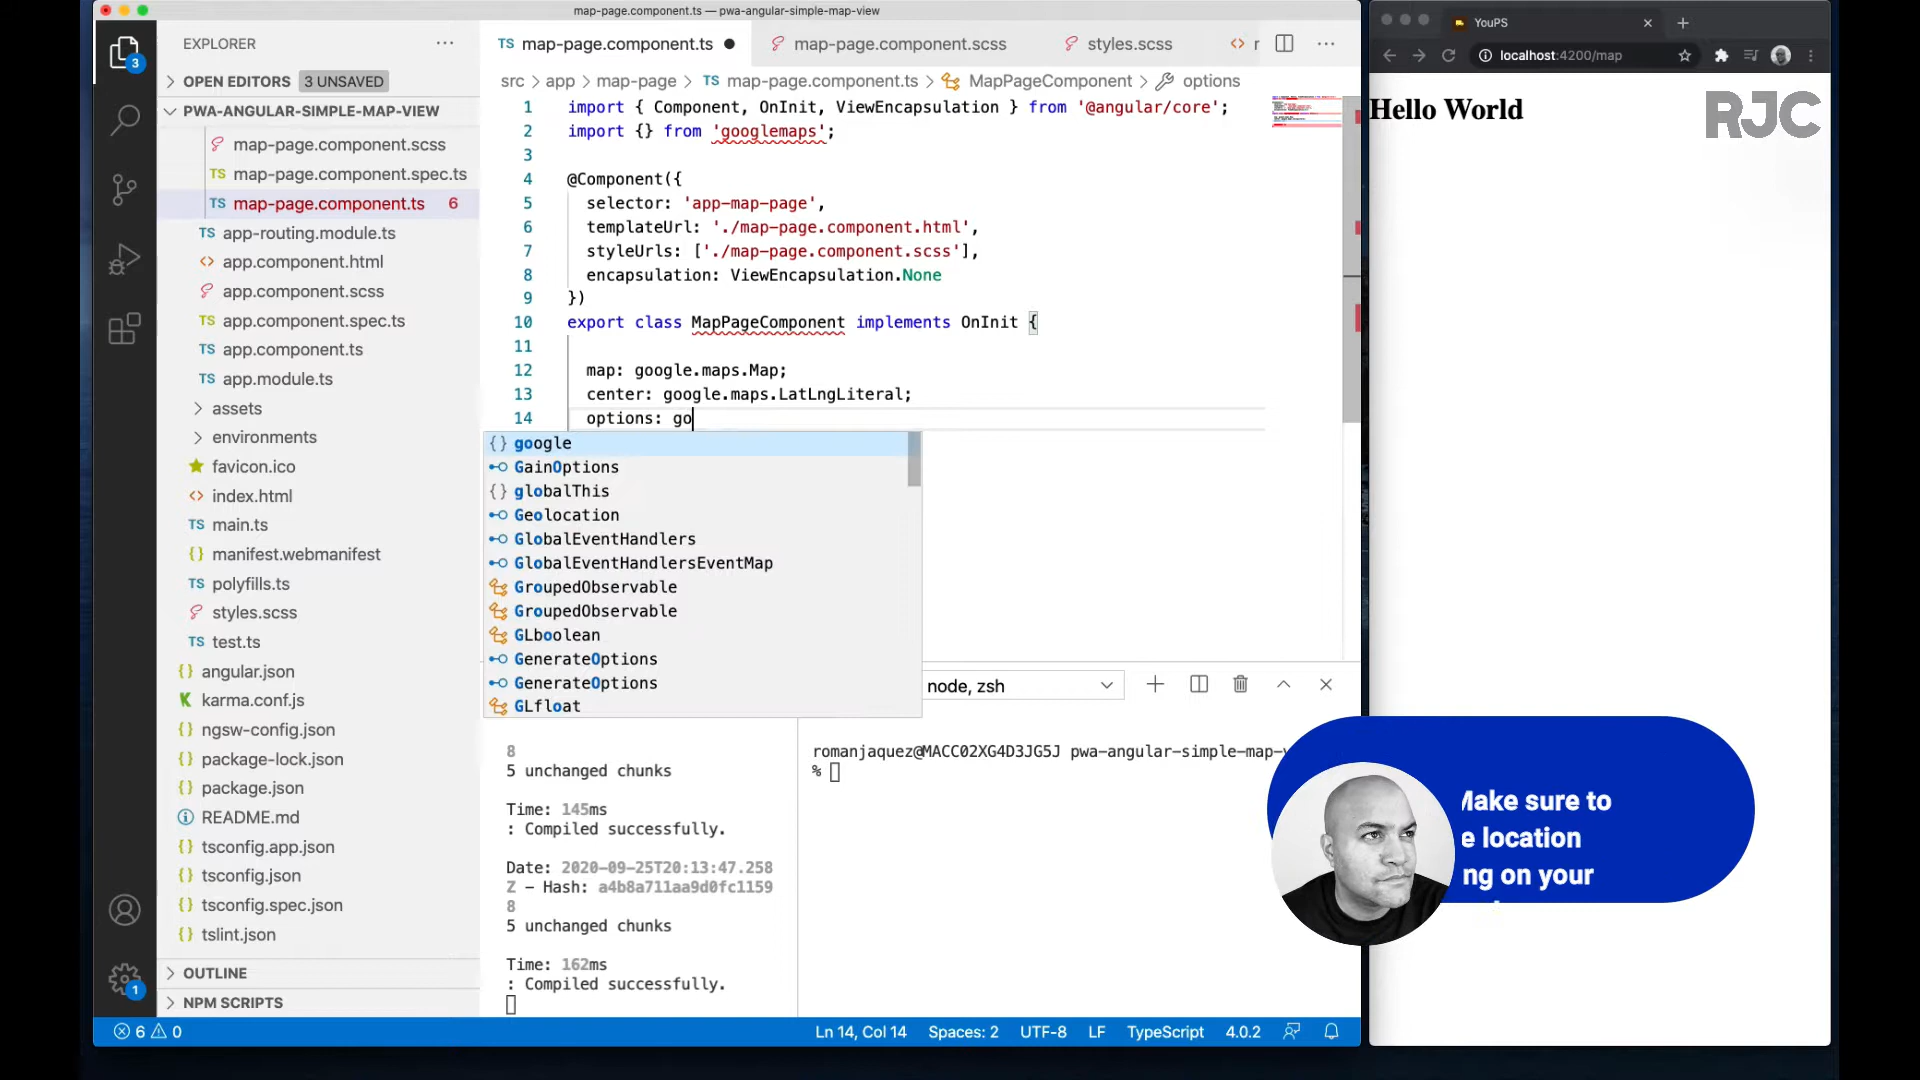 map-page.component.ts — pwa-angular-simple-map-view
3
EXPLORER
OPEN EDITORS 3 UNSAVED
PWA-ANGULAR-SIMPLE-MAP-VIEW
map-page.component.scss
TS map-page.component.spec.ts
TS map-page.component.ts 6
TS app-routing.module.ts
<> app.component.html
app.component.scss
TS app.component.spec.ts
TS app.component.ts
TS app.module.ts
assets
environments
favicon.ico
<> index.html
TS main.ts
{} manifest.webmanifest
TS polyfills.ts
styles.scss
TS test.ts
{} angular.json
karma.conf.js
{} ngsw-config.json
{} package-lock.json
{} package.json
README.md
{} tsconfig.app.json
{} tsconfig.json
{} tsconfig.spec.json
{} tslint.json
OUTLINE
NPM SCRIPTS
1
TS map-page.component.ts ● map-page.component.scss styles.scss <> r
src > app > map-page > TS map-page.component.ts > MapPageComponent > options
1 import { Component, OnInit, ViewEncapsulation } from '@angular/core';
2 import {} from 'googlemaps';
3
4 @Component({
5 selector: 'app-map-page',
6 templateUrl: './map-page.component.html',
7 styleUrls: ['./map-page.component.scss'],
8 encapsulation: ViewEncapsulation.None
9 })
10 export class MapPageComponent implements OnInit {
11
12 map: google.maps.Map;
13 center: google.maps.LatLngLiteral;
14 options: go
{} google
GainOptions
{} globalThis
Geolocation
GlobalEventHandlers
GlobalEventHandlersEventMap
GroupedObservable
GroupedObservable
GLboolean
GenerateOptions
GenerateOptions
GLfloat
node, zsh
8
5 unchanged chunks
Time: 145ms
: Compiled successfully.
Date: 2020-09-25T20:13:47.258
Z - Hash: a4b8a711aa9d0fc1159
8
5 unchanged chunks
Time: 162ms
: Compiled successfully.
romanjaquez@MACC02XG4D3JG5J pwa-angular-simple-map-v
%
6 0
Ln 14, Col 14 Spaces: 2 UTF-8 LF TypeScript 4.0.2
YouPS
localhost:4200/map
Hello World
RJC
Make sure to
e location
ng on your